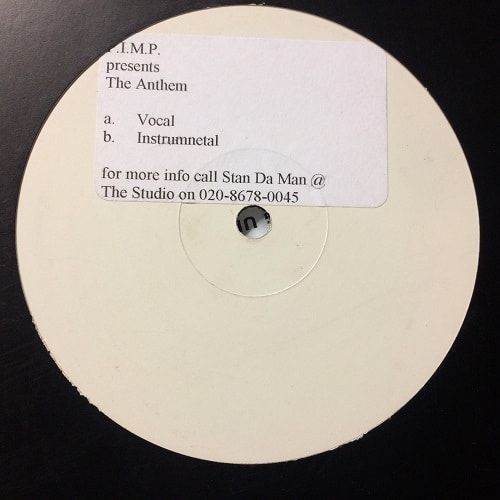 P.I.M.P.
presents
The Anthem
a. Vocal
b. Instrumnetal
for more info call Stan Da Man @
The Studio on 020-8678-0045